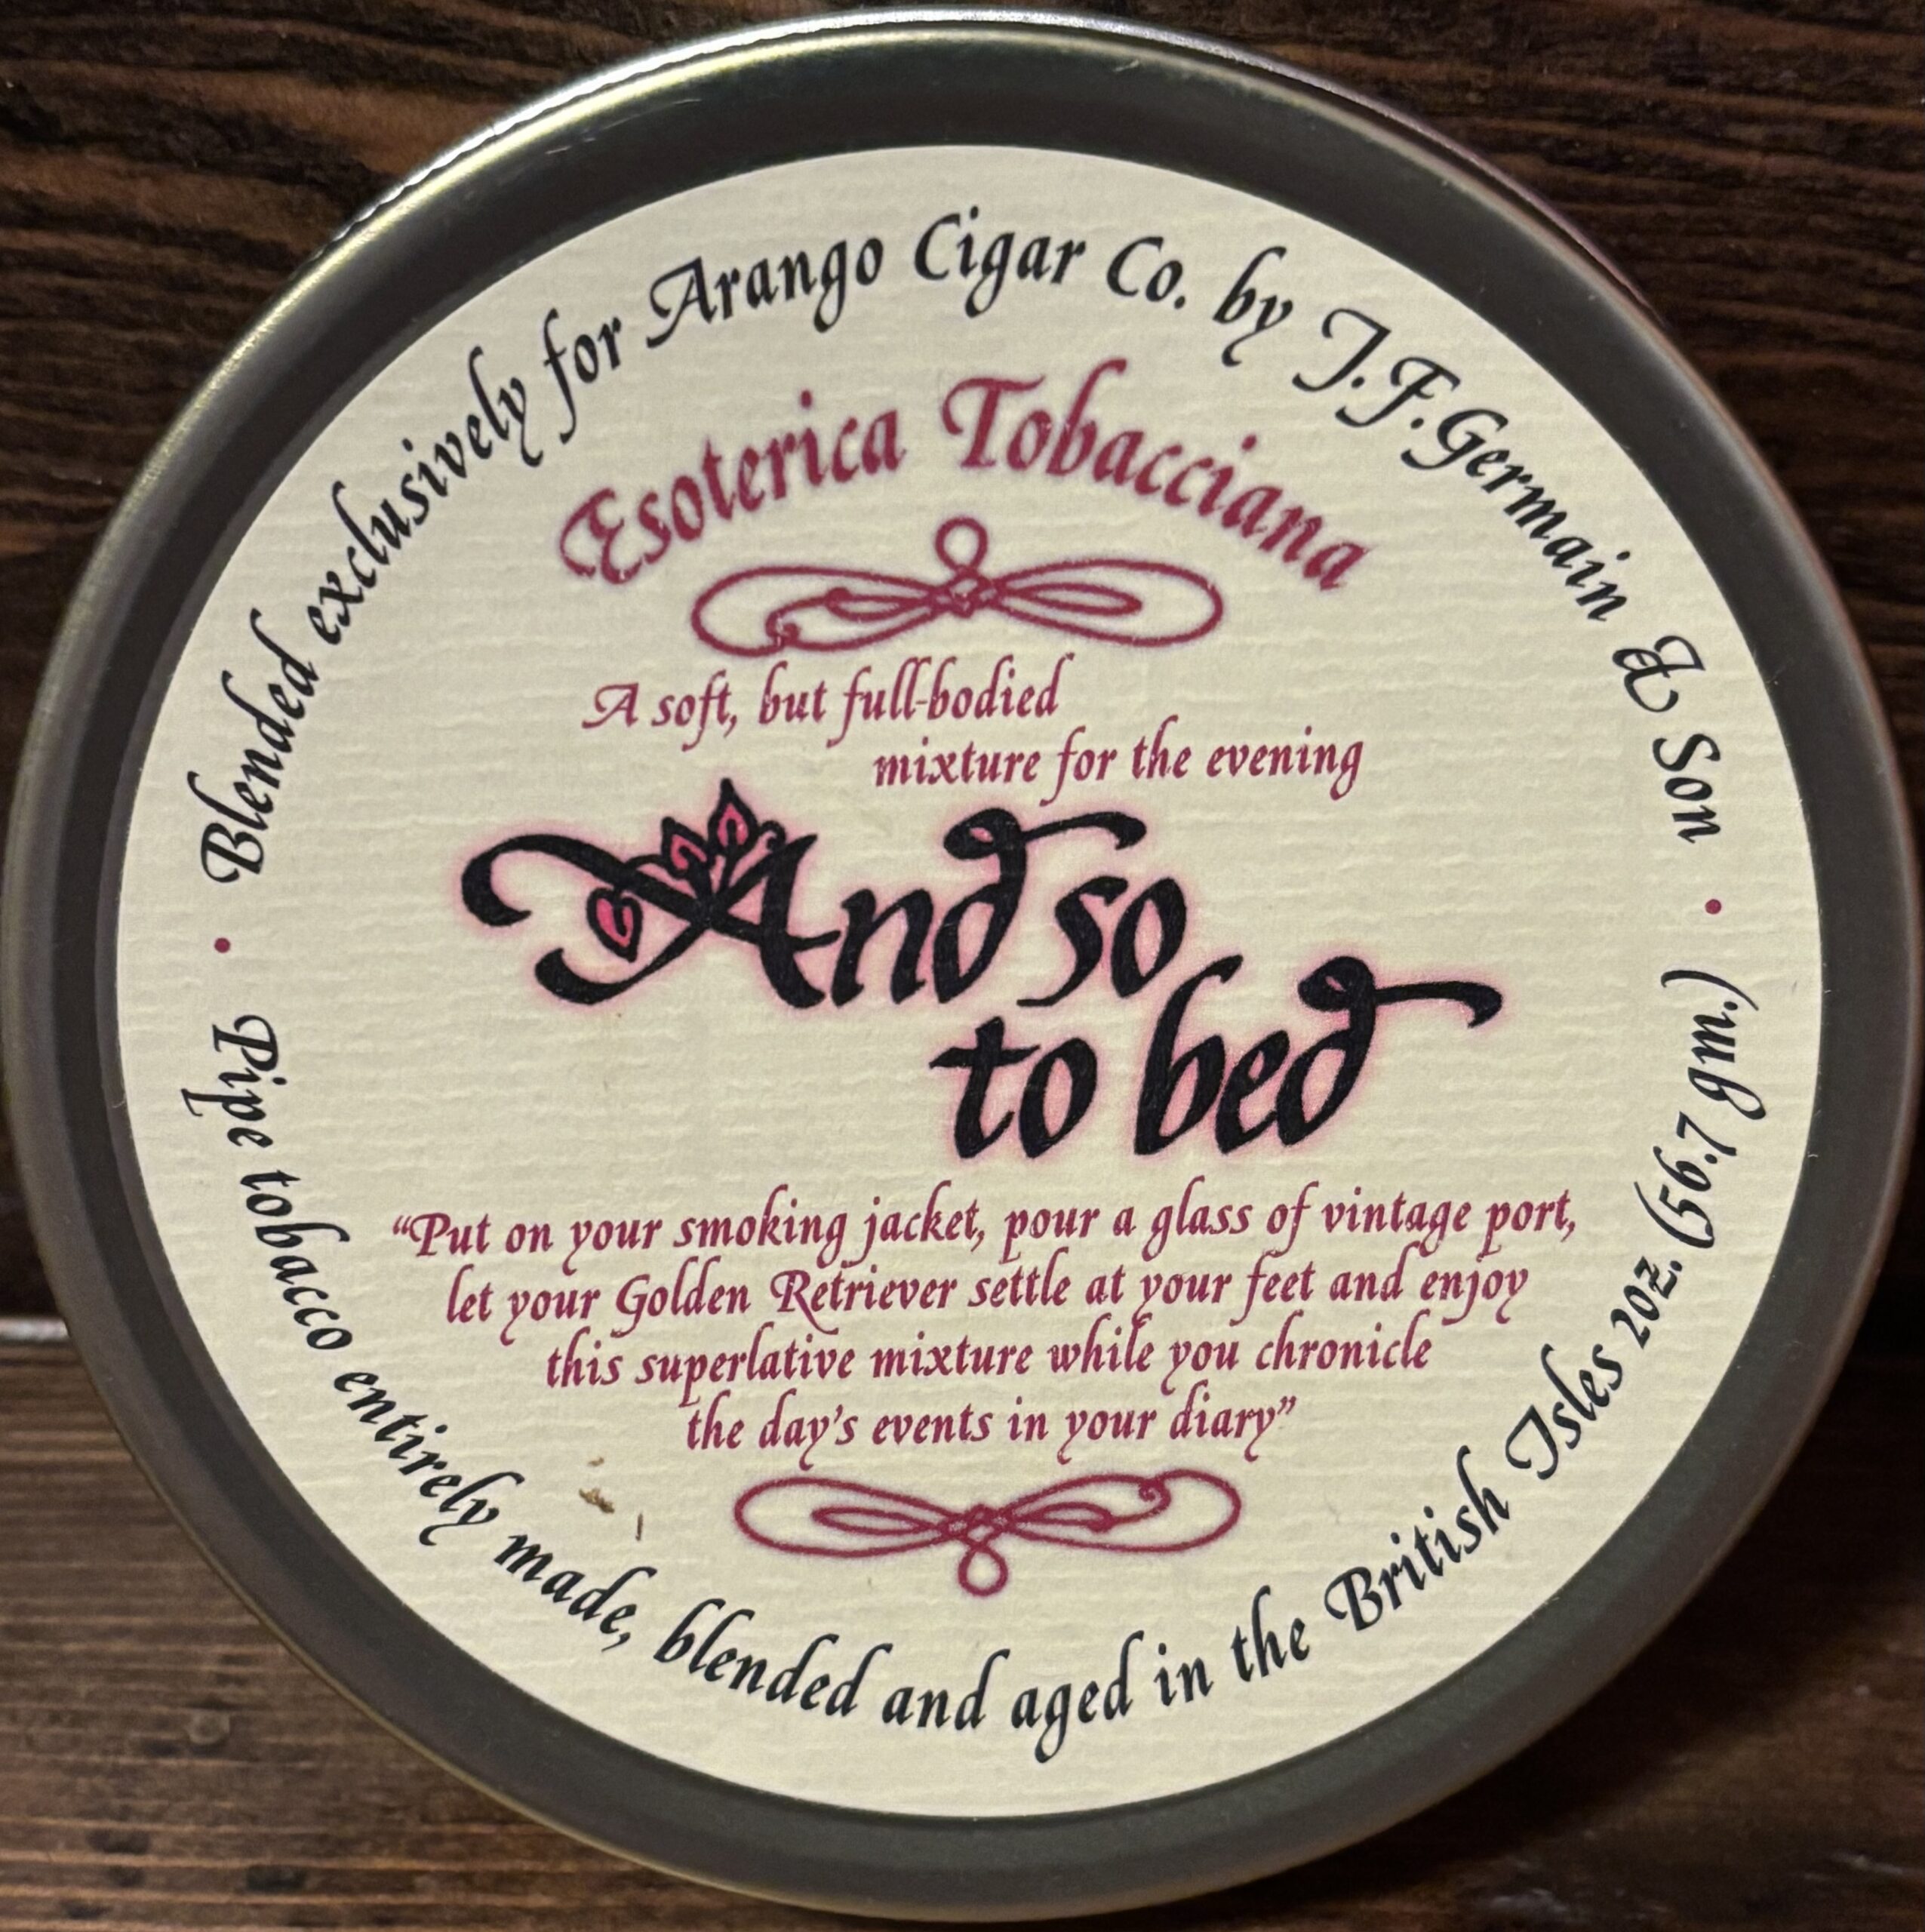 Blended exclusively for Arango Cigar Co. by J.F.Germain & Son
Esoterica Tobacciana
A soft, but full-bodied
mixture for the evening
And so
to bed
“Put on your smoking jacket, pour a glass of vintage port,
let your Golden Retriever settle at your feet and enjoy
this superlative mixture while you chronicle
the day's events in your diary”
Pipe tobacco entirely made, blended and aged in the British Isles 2oz. (56.7 gm.)